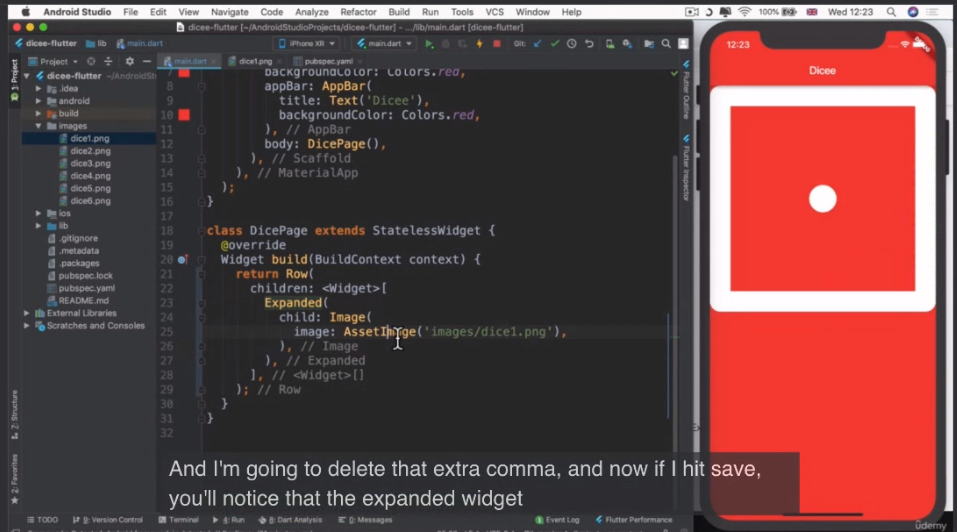 Android Studio File Edit View Navigate Code Analyze Refactor Build Run Tools VCS Window Help 100% Wed 12:23
dicee-flutter [~/AndroidStudioProjects/dicee-flutter] - .../lib/main.dart [dicee-flutter]
dicee-flutter lib main.dart iPhone XR main.dart Git:
Project main.dart dice1.png pubspec.yaml
1: Project
dicee-flutter ~/AndroidSt
.idea
android
build
images
dice1.png
dice2.png
dice3.png
dice4.png
dice5.png
dice6.png
ios
lib
.gitignore
.metadata
.packages
pubspec.lock
pubspec.yaml
README.md
External Libraries
Scratches and Consoles
7 backgroundColor: Colors.red,
8 appBar: AppBar(
9 title: Text('Dicee'),
10 backgroundColor: Colors.red,
11 ), // AppBar
12 body: DicePage(),
13 ), // Scaffold
14 ), // MaterialApp
15 );
16 }
17
18 class DicePage extends StatelessWidget {
19 @override
20 Widget build(BuildContext context) {
21 return Row(
22 children: <Widget>[
23 Expanded(
24 child: Image(
25 image: AssetImage('images/dice1.png'),
26 ), // Image
27 ), // Expanded
28 ], // <Widget>[]
29 ); // Row
30 }
31 }
32
Flutter Outline
Flutter Inspector
12:23
DEBUG
Dicee
Z: Structure
2: Favorites
And I'm going to delete that extra comma, and now if I hit save,
you'll notice that the expanded widget
TODO 9: Version Control Terminal 4: Run Dart Analysis 0: Messages Event Log Flutter Performance
ûdemy